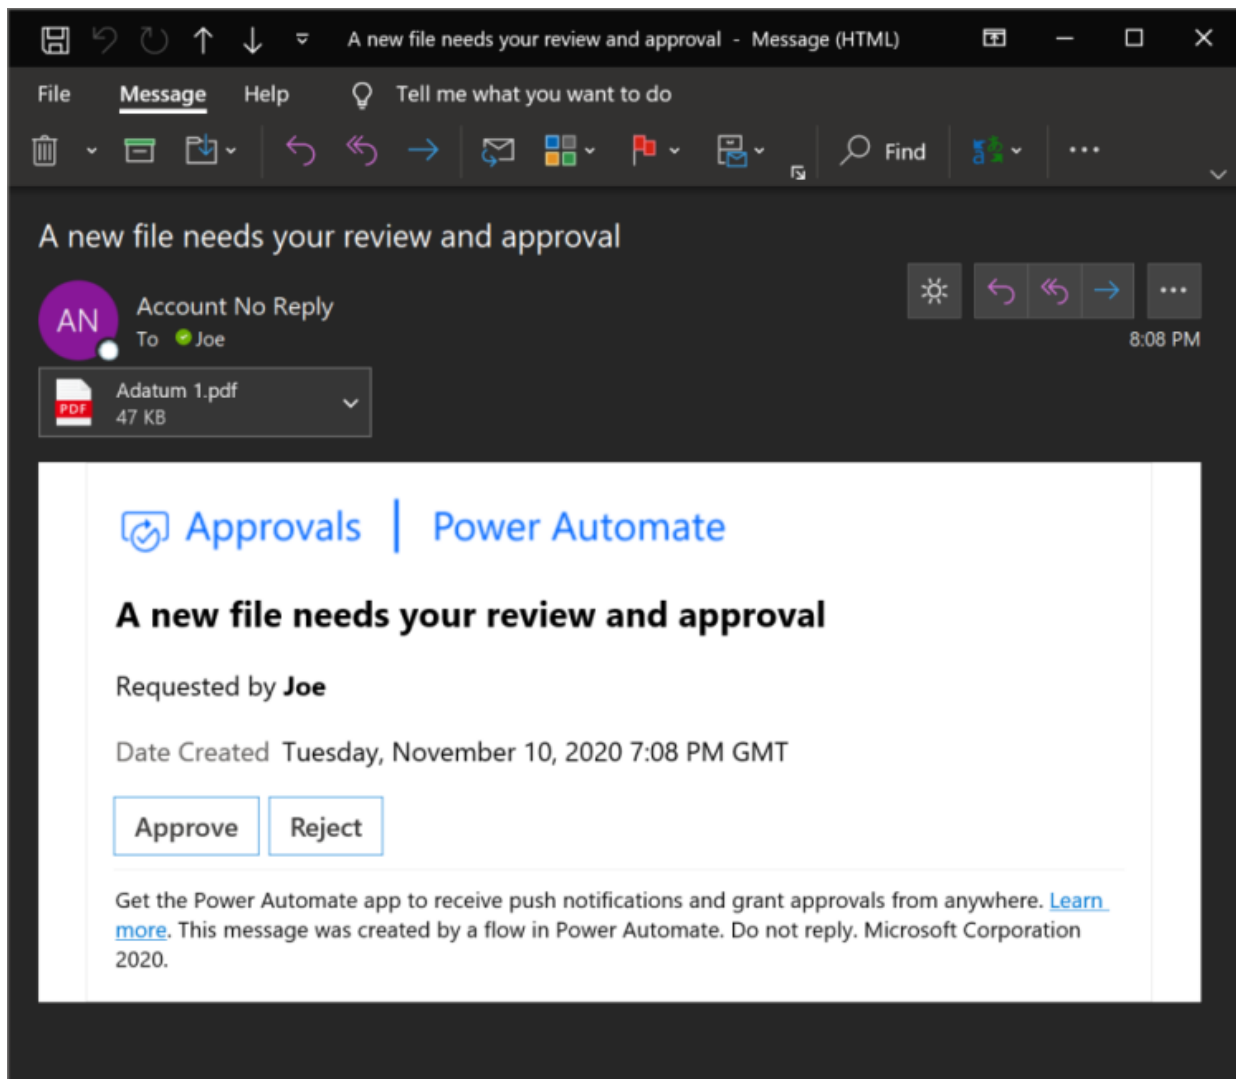 A new file needs your review and approval - Message (HTML)
File Message Help Tell me what you want to do
Find
A new file needs your review and approval
AN
Account No Reply
To Joe
8:08 PM
PDF
Adatum 1.pdf
47 KB
Approvals | Power Automate
A new file needs your review and approval
Requested by Joe
Date Created Tuesday, November 10, 2020 7:08 PM GMT
Approve Reject
Get the Power Automate app to receive push notifications and grant approvals from anywhere. Learn
more. This message was created by a flow in Power Automate. Do not reply. Microsoft Corporation
2020.